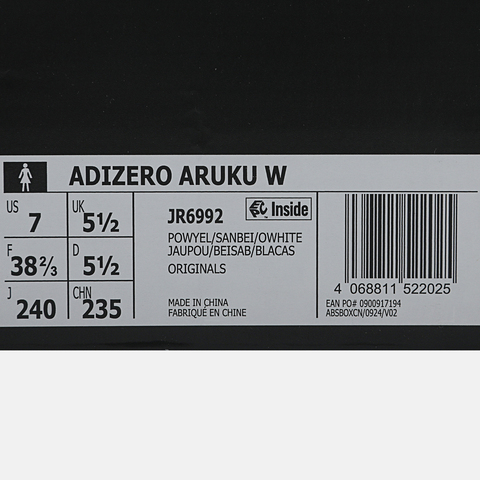 ADIZERO ARUKU W
US 7 UK 5½
F 38⅔ D 5½
J 240 CHN 235
JR6992 Inside
POWYEL/SANBEI/OWHITE
JAUPOU/BEISAB/BLACAS
ORIGINALS
MADE IN CHINA
FABRIQUÉ EN CHINE
4 068811 522025
EAN PO# 0900917194
ABSBOXCN/0924/V02